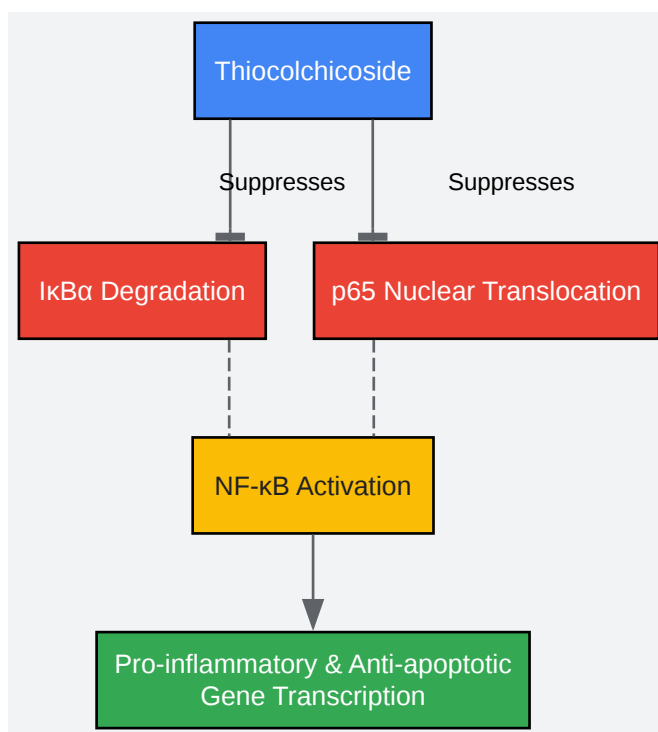 Thiocolchicoside
Suppresses
Suppresses
IκBα Degradation
p65 Nuclear Translocation
NF-κB Activation
Pro-inflammatory & Anti-apoptotic
Gene Transcription